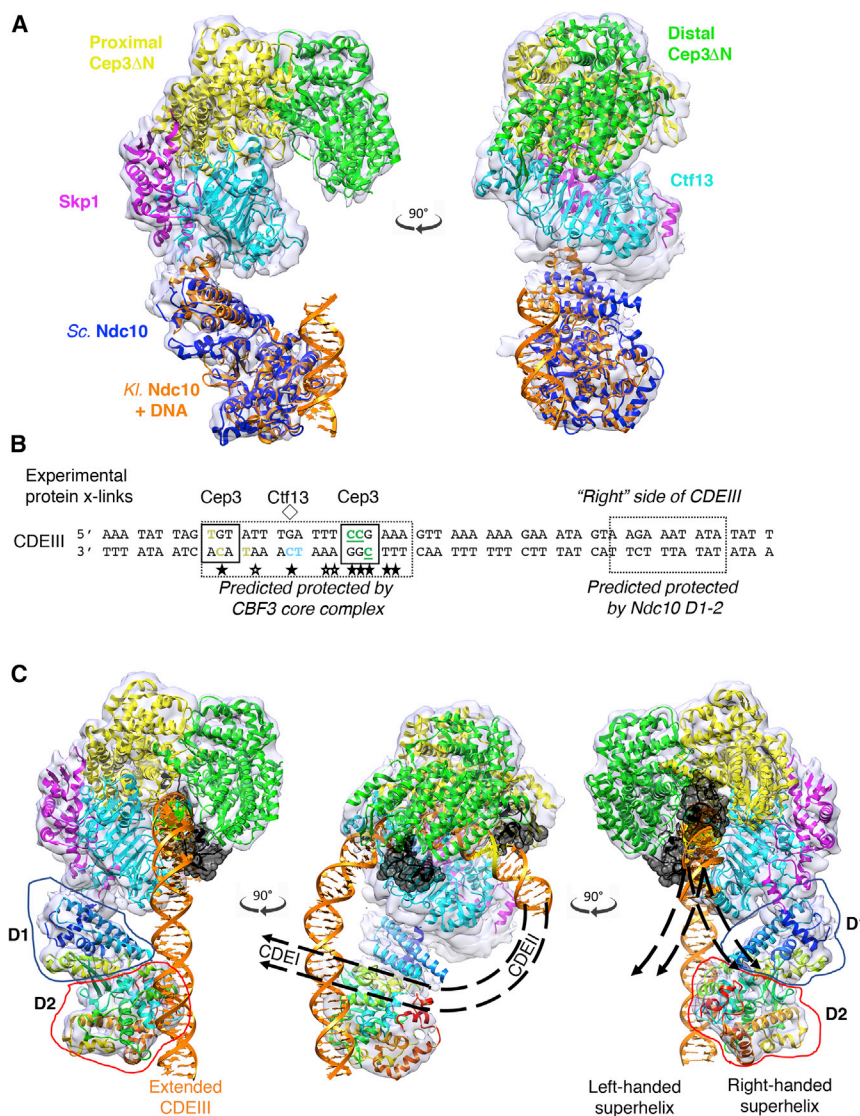 A
Proximal
Cep3ΔN
Distal
Cep3ΔN
Skp1
90°
Ctf13
Sc. Ndc10
Kl. Ndc10
+ DNA
B
Experimental
protein x-links
Cep3
Ctf13
Cep3
"Right" side of CDEIII
CDEIII
5' AAA TAT TAG TGT ATT TGA TTT CCG AAA GTT AAA AAA GAA ATA GTA AGA AAT ATA TAT T
3' TTT ATA ATC ACA TAA ACT AAA GGC TTT CAA TTT TTT CTT TAT CAT TCT TTA TAT ATA A
Predicted protected by
CBF3 core complex
Predicted protected
by Ndc10 D1-2
C
90°
90°
D1
D2
Extended
CDEIII
CDEI
CDEII
D
D2
Left-handed
superhelix
Right-handed
superhelix